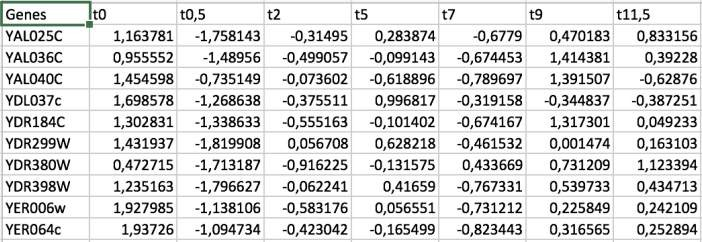 Genes t0 t0,5 t2 t5 t7 t9 t11,5
YAL025C 1,163781 -1,758143 -0,31495 0,283874 -0,6779 0,470183 0,833156
YAL036C 0,955552 -1,48956 -0,499057 -0,099143 -0,674453 1,414381 0,39228
YAL040C 1,454598 -0,735149 -0,073602 -0,618896 -0,789697 1,391507 -0,62876
YDL037c 1,698578 -1,268638 -0,375511 0,996817 -0,319158 -0,344837 -0,387251
YDR184C 1,302831 -1,338633 -0,555163 -0,101402 -0,674167 1,317301 0,049233
YDR299W 1,431937 -1,819908 0,056708 0,628218 -0,461532 0,001474 0,163103
YDR380W 0,472715 -1,713187 -0,916225 -0,131575 0,433669 0,731209 1,123394
YDR398W 1,235163 -1,796627 -0,062241 0,41659 -0,767331 0,539733 0,434713
YER006w 1,927985 -1,138106 -0,583176 0,056551 -0,731212 0,225849 0,242109
YER064c 1,93726 -1,094734 -0,423042 -0,165499 -0,823443 0,316565 0,252894